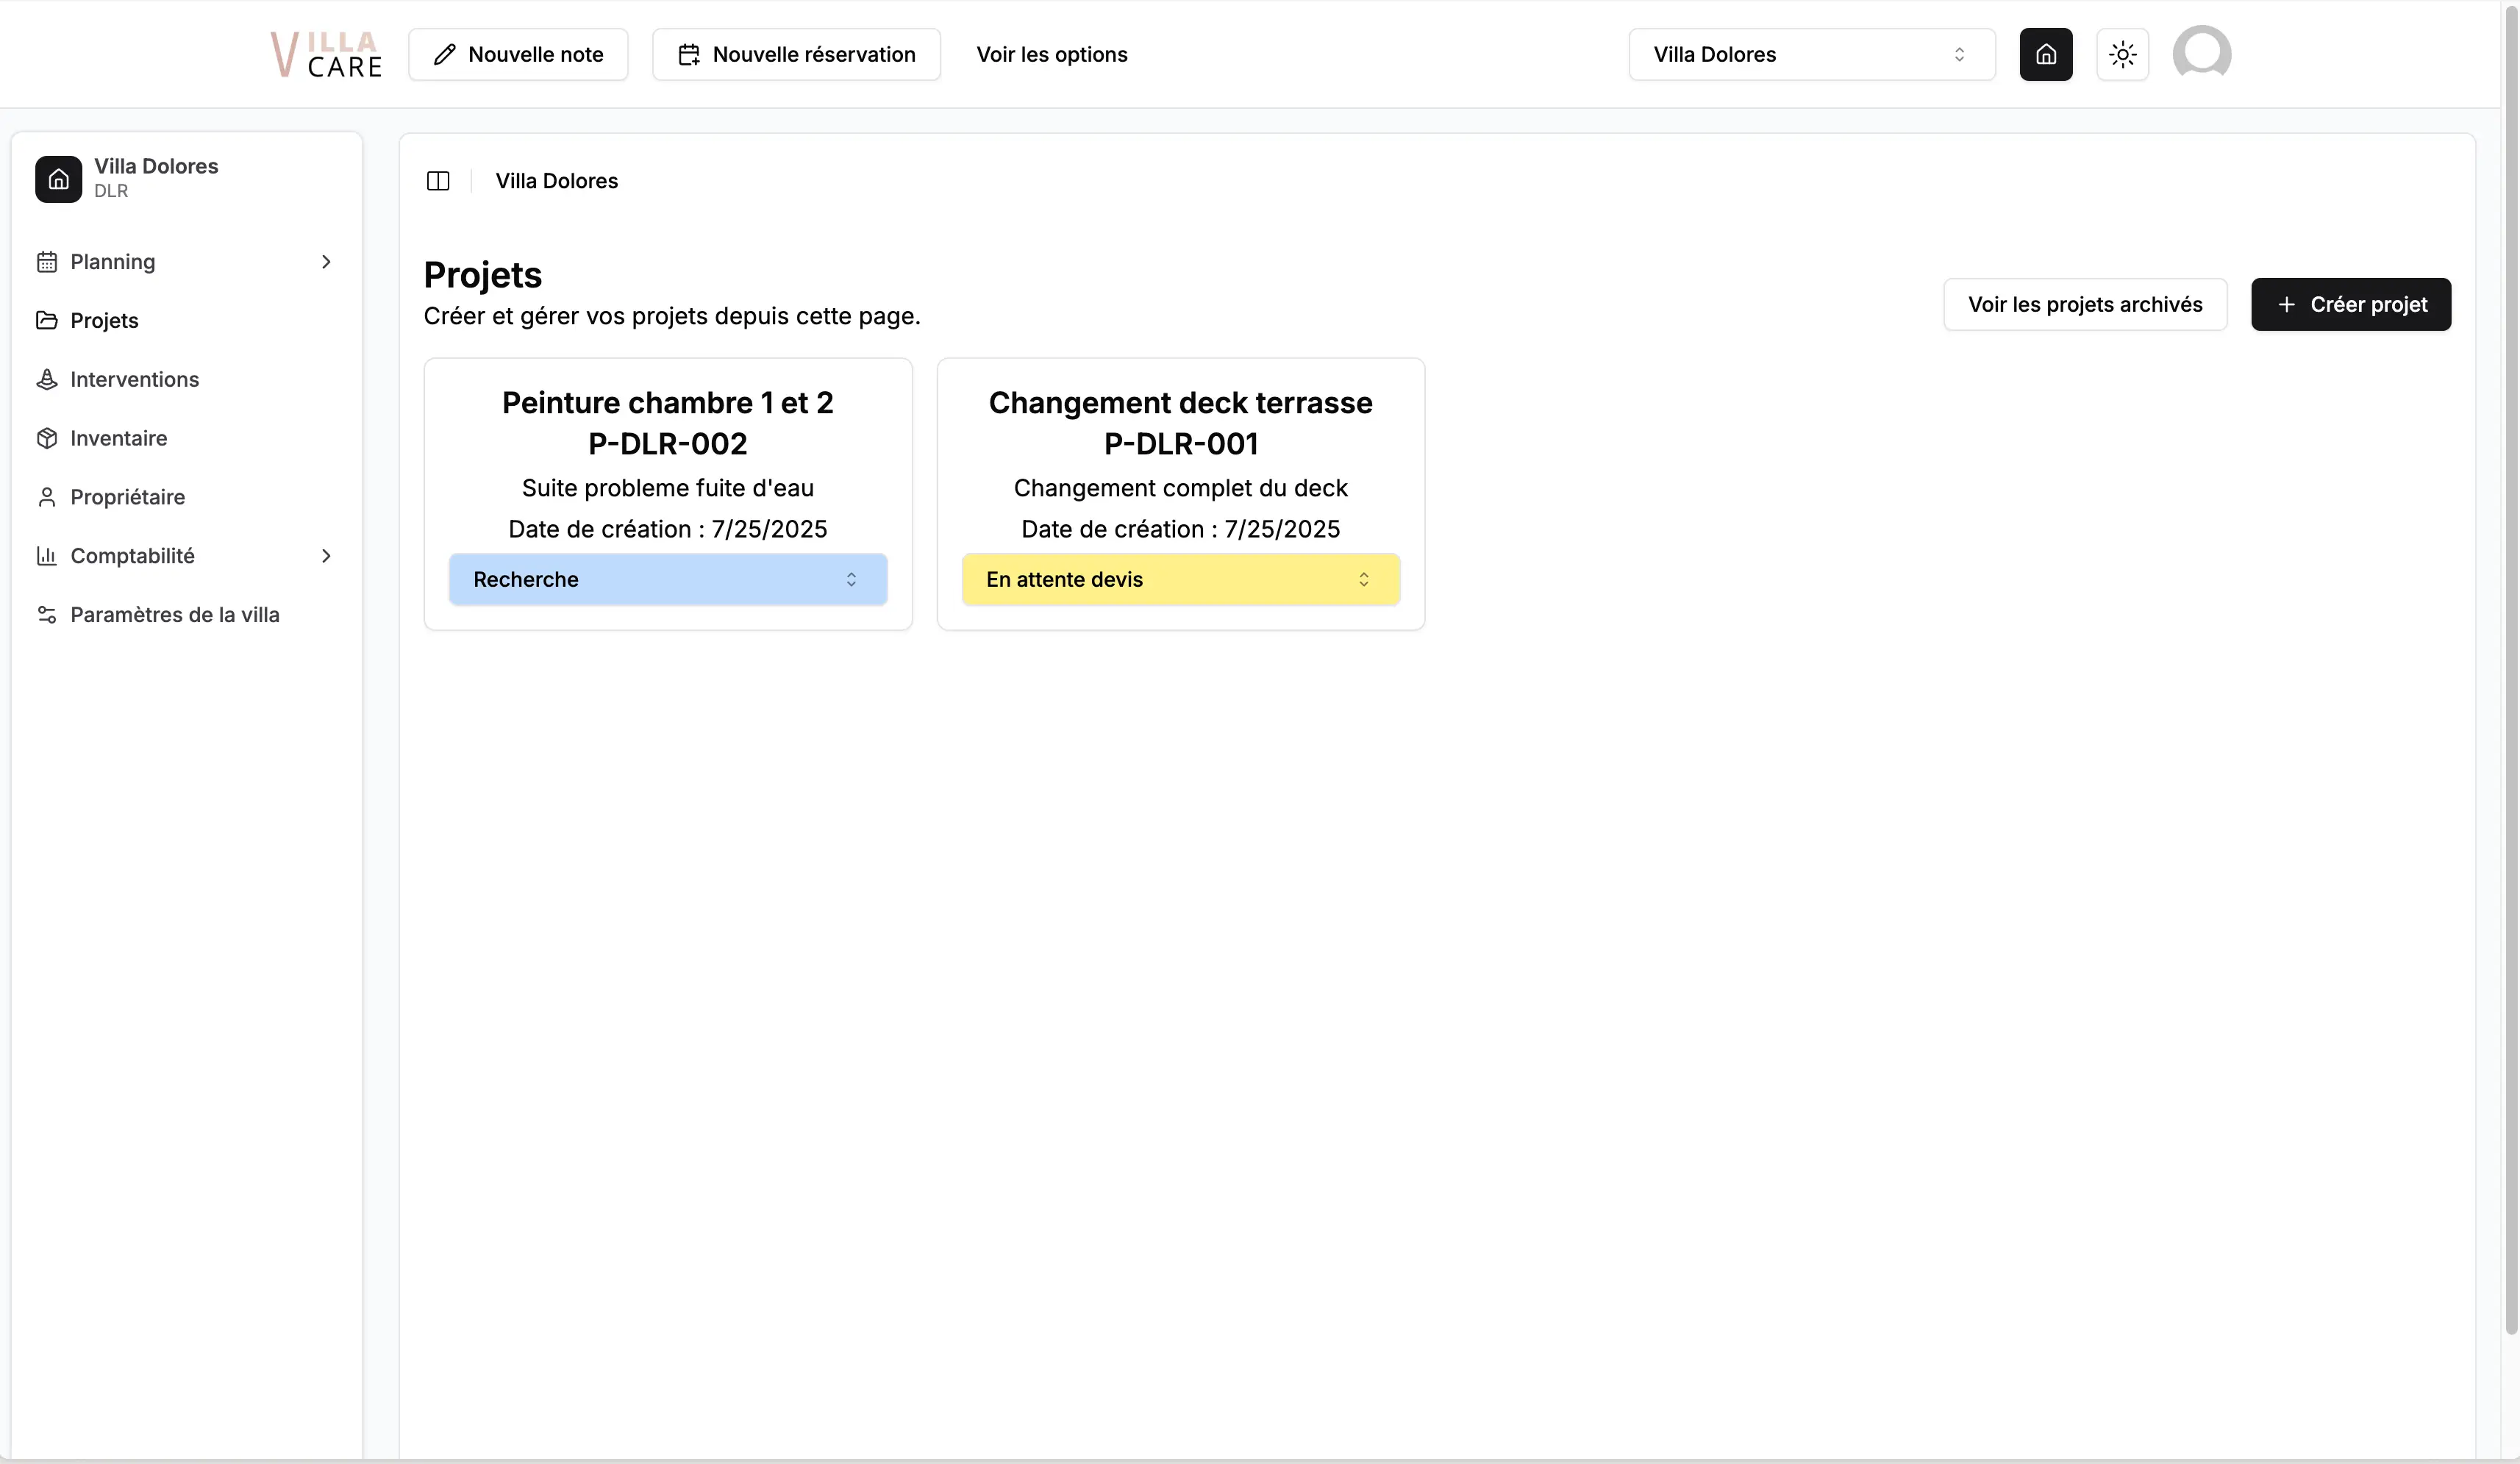 VILLA
CARE
Nouvelle note
Nouvelle réservation
Voir les options
Villa Dolores
Villa Dolores
DLR
Planning
Projets
Interventions
Inventaire
Propriétaire
Comptabilité
Paramètres de la villa
Villa Dolores
Projets
Créer et gérer vos projets depuis cette page.
Voir les projets archivés
Créer projet
Peinture chambre 1 et 2
P-DLR-002
Suite probleme fuite d'eau
Date de création : 7/25/2025
Recherche
Changement deck terrasse
P-DLR-001
Changement complet du deck
Date de création : 7/25/2025
En attente devis